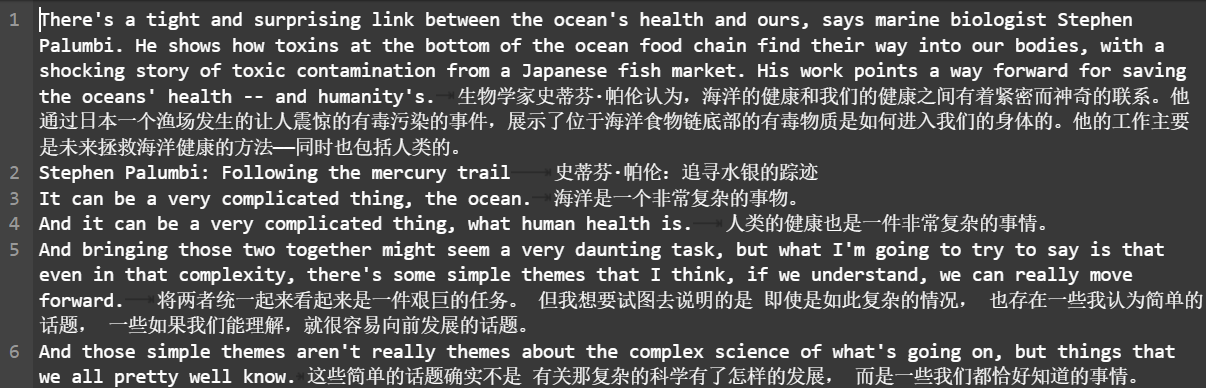 1 There's a tight and surprising link between the ocean's health and ours, says marine biologist Stephen
Palumbi. He shows how toxins at the bottom of the ocean food chain find their way into our bodies, with a
shocking story of toxic contamination from a Japanese fish market. His work points a way forward for saving
the oceans' health -- and humanity's. 生物学家史蒂芬·帕伦认为，海洋的健康和我们的健康之间有着紧密而神奇的联系。他
通过日本一个渔场发生的让人震惊的有毒污染的事件，展示了位于海洋食物链底部的有毒物质是如何进入我们的身体的。他的工作主要
是未来拯救海洋健康的方法——同时也包括人类的。
2 Stephen Palumbi: Following the mercury trail 史蒂芬·帕伦：追寻水银的踪迹
3 It can be a very complicated thing, the ocean. 海洋是一个非常复杂的事物。
4 And it can be a very complicated thing, what human health is. 人类的健康也是一件非常复杂的事情。
5 And bringing those two together might seem a very daunting task, but what I'm going to try to say is that
even in that complexity, there's some simple themes that I think, if we understand, we can really move
forward. 将两者统一起来看起来是一件艰巨的任务。 但我想要试图去说明的是 即使是如此复杂的情况， 也存在一些我认为简单的
话题， 一些如果我们能理解，就很容易向前发展的话题。
6 And those simple themes aren't really themes about the complex science of what's going on, but things that
we all pretty well know. 这些简单的话题确实不是 有关那复杂的科学有了怎样的发展， 而是一些我们都恰好知道的事情。